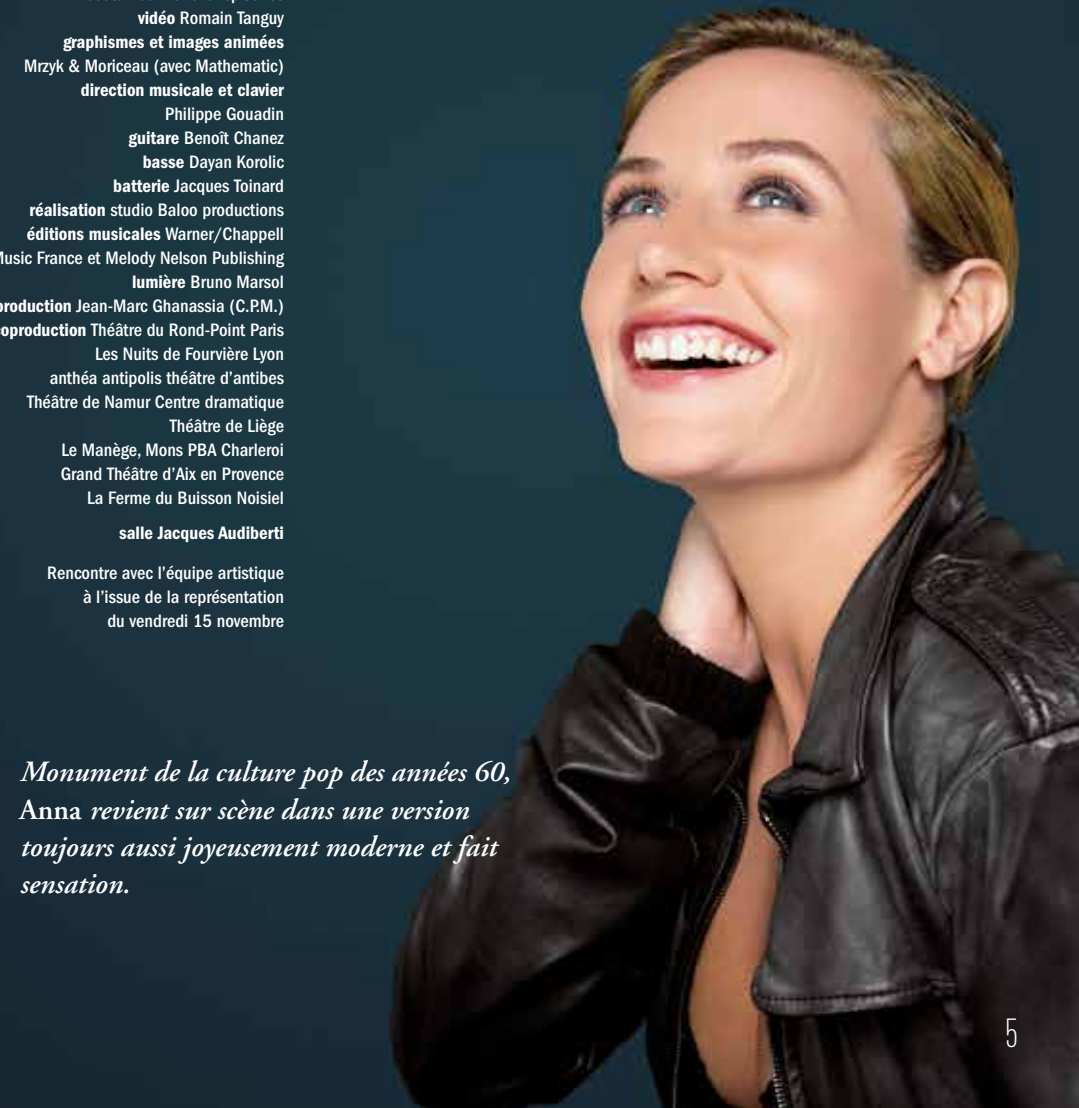 vidéo Romain Tanguy
graphismes et images animées
Mrzyk & Moriceau (avec Mathematic)
direction musicale et clavier
Philippe Gouadin
guitare Benoît Chanez
basse Dayan Korolic
batterie Jacques Toinard
réalisation studio Baloo productions
éditions musicales Warner/Chappell
Music France et Melody Nelson Publishing
lumière Bruno Marsol
production Jean-Marc Ghanassia (C.P.M.)
coproduction Théâtre du Rond-Point Paris
Les Nuits de Fourvière Lyon
anthéa antipolis théâtre d'antibes
Théâtre de Namur Centre dramatique
Théâtre de Liège
Le Manège, Mons PBA Charleroi
Grand Théâtre d'Aix en Provence
La Ferme du Buisson Noisiel
salle Jacques Audiberti
Rencontre avec l'équipe artistique
à l'issue de la représentation
du vendredi 15 novembre
Monument de la culture pop des années 60,
Anna revient sur scène dans une version
toujours aussi joyeusement moderne et fait
sensation.
5